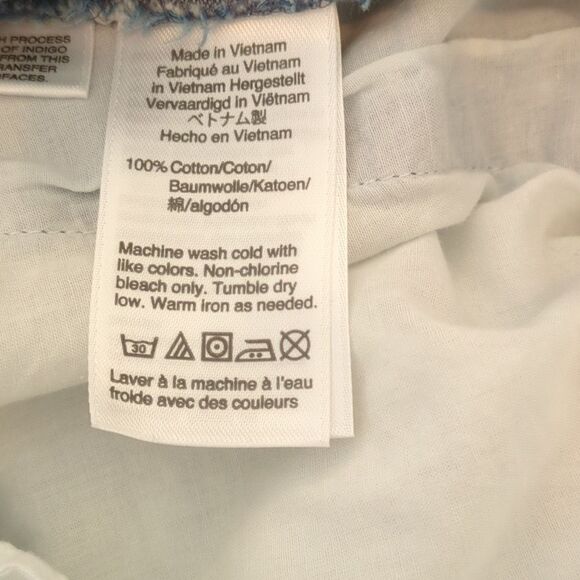 PROCESS
OF INDIGO
FROM THIS
Made in Vietnam
Fabriqué au Vietnam
in Vietnam Hergestellt
Vervaardigd in Viëtnam
ベトナム製
Hecho en Vietnam
100% Cotton/Coton/
Baumwolle/Katoen/
綿/algodón
Machine wash cold with
like colors. Non-chlorine
bleach only. Tumble dry
low. Warm iron as needed.
30
Laver à la machine à l'eau
froide avec des couleurs